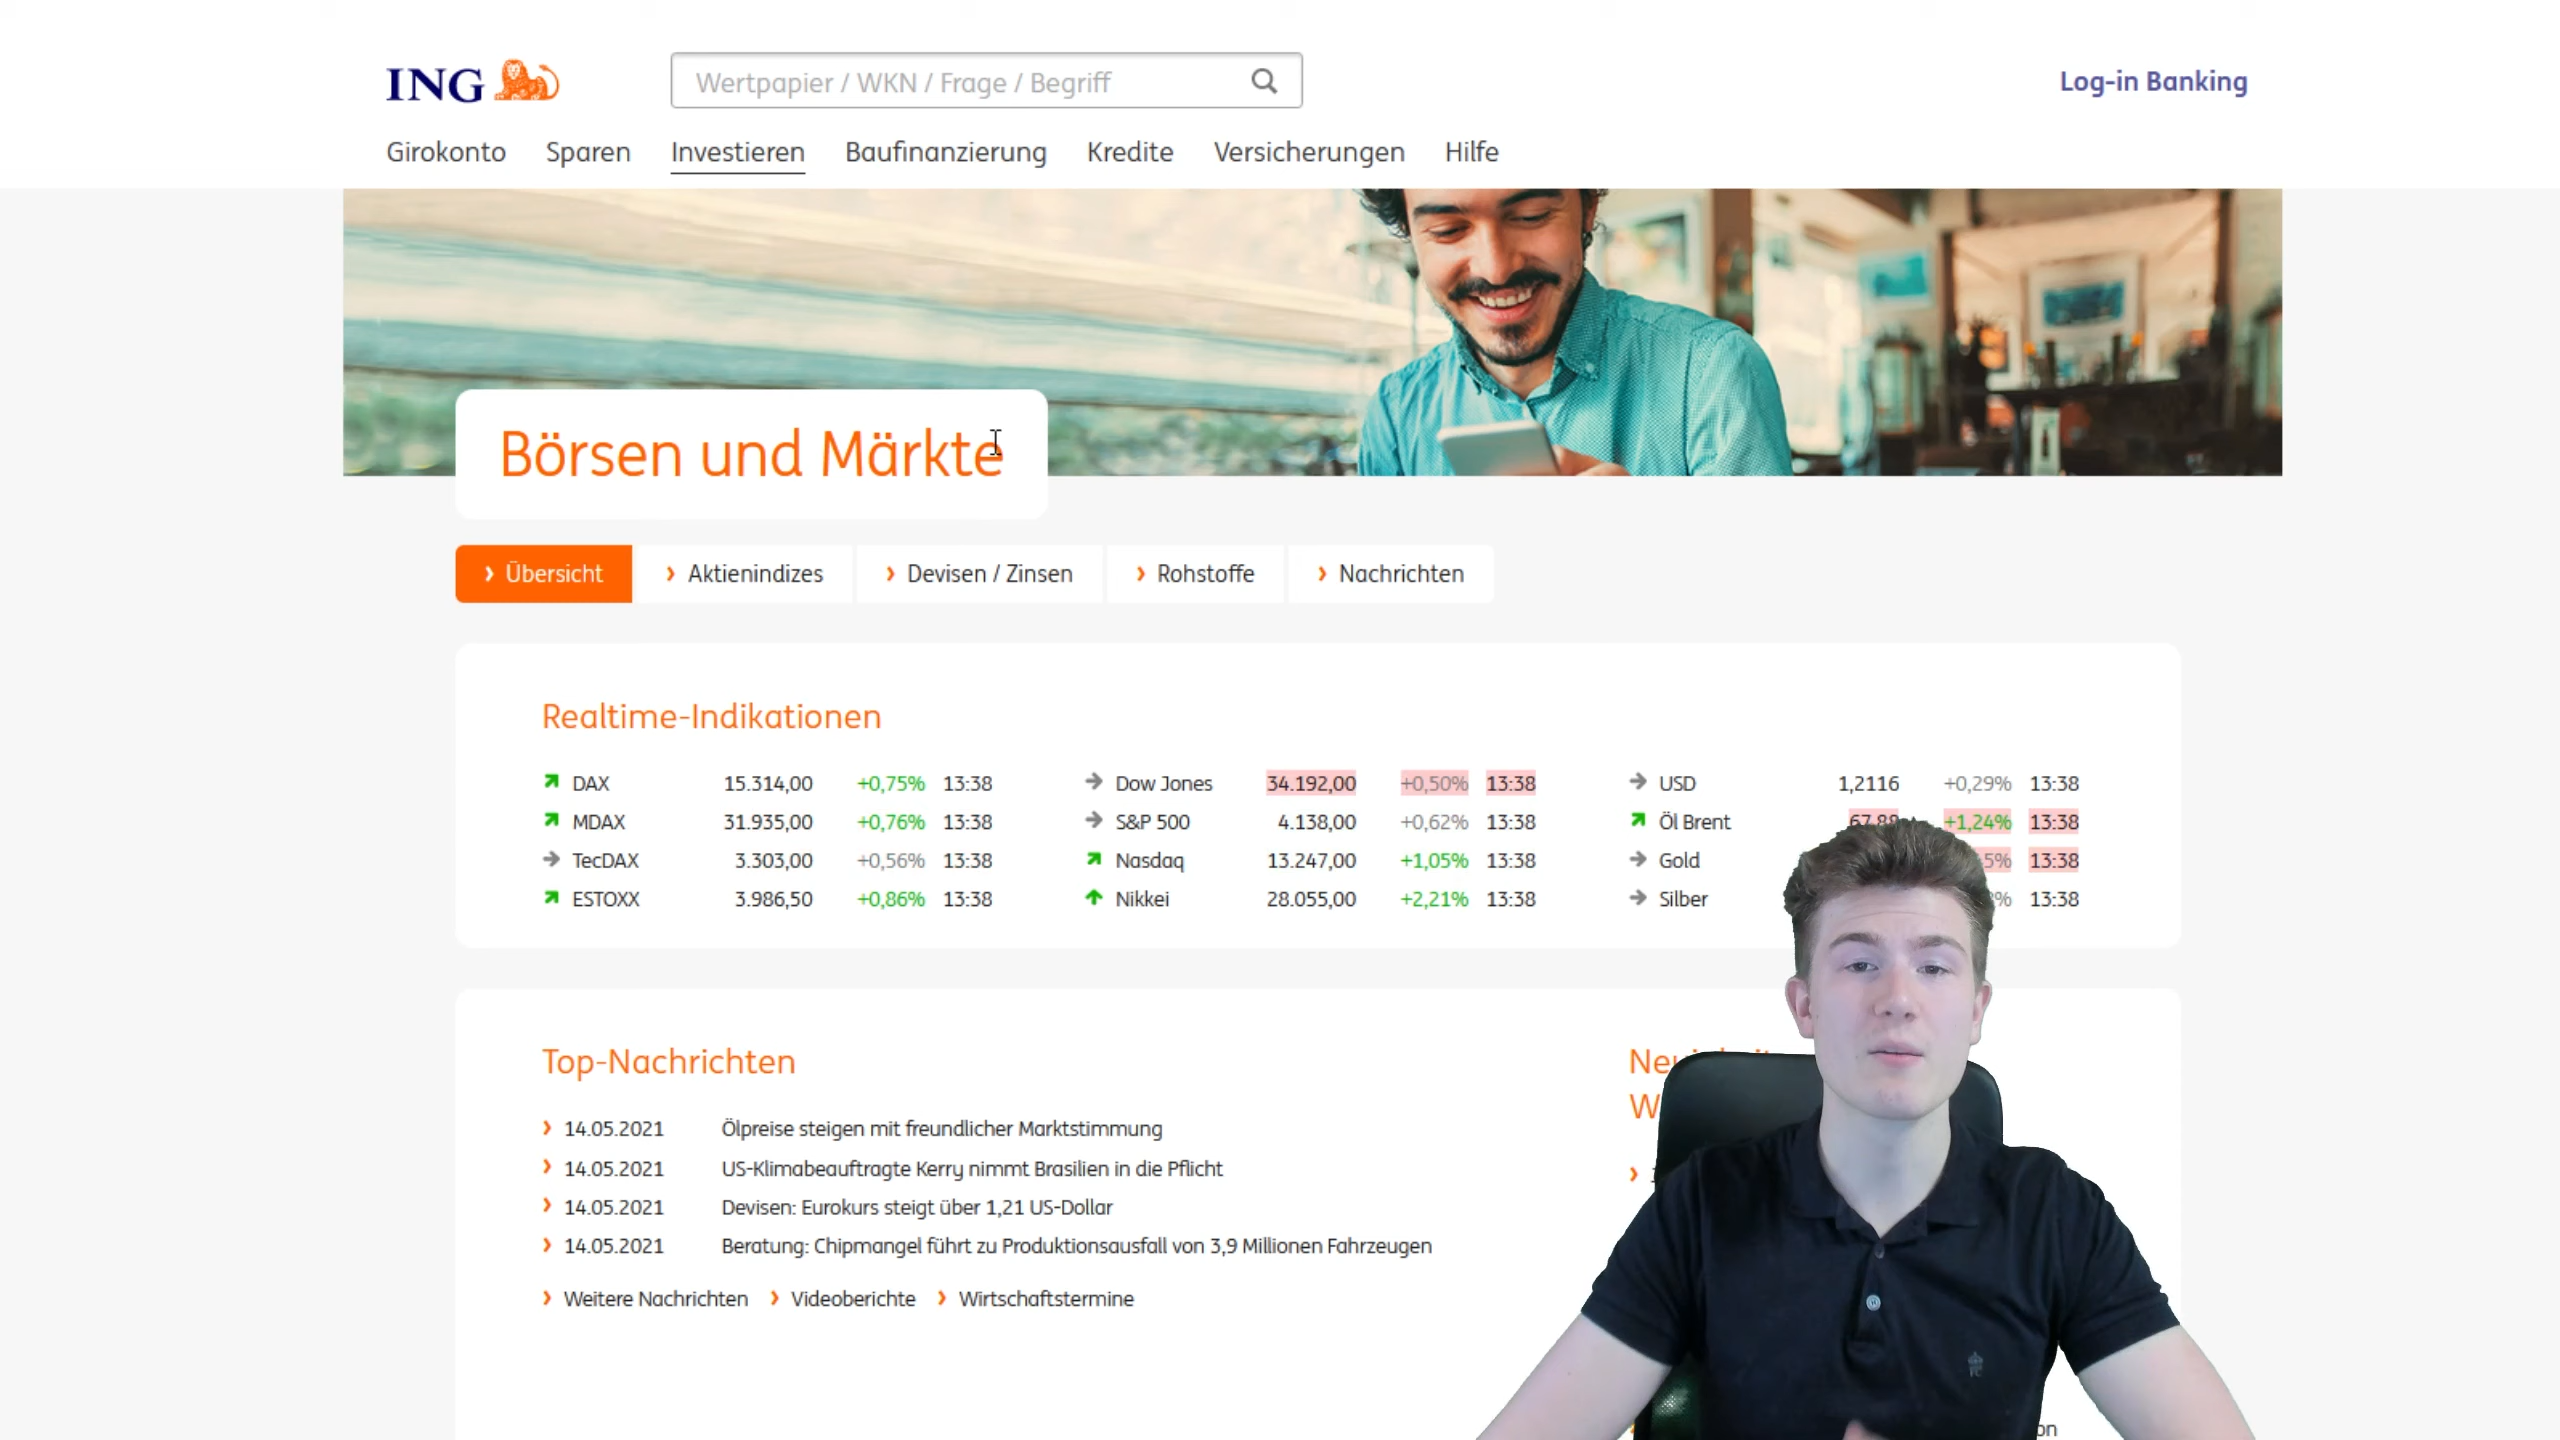 ING
Wertpapier / WKN / Frage / Begriff
Log-in Banking
Girokonto Sparen Investieren Baufinanzierung Kredite Versicherungen Hilfe
Börsen und Märkte
Übersicht Aktienindizes Devisen / Zinsen Rohstoffe Nachrichten
Realtime-Indikationen
DAX 15.314,00 +0,75% 13:38 Dow Jones 34.192,00 +0,50% 13:38 USD 1,2116 +0,29% 13:38
MDAX 31.935,00 +0,76% 13:38 S&P 500 4.138,00 +0,62% 13:38 Öl Brent 67,88 +1,24% 13:38
TecDAX 3.303,00 +0,56% 13:38 Nasdaq 13.247,00 +1,05% 13:38 Gold 13:38
ESTOXX 3.986,50 +0,86% 13:38 Nikkei 28.055,00 +2,21% 13:38 Silber 13:38
Top-Nachrichten
14.05.2021 Ölpreise steigen mit freundlicher Marktstimmung
14.05.2021 US-Klimabeauftragte Kerry nimmt Brasilien in die Pflicht
14.05.2021 Devisen: Eurokurs steigt über 1,21 US-Dollar
14.05.2021 Beratung: Chipmangel führt zu Produktionsausfall von 3,9 Millionen Fahrzeugen
Weitere Nachrichten Videoberichte Wirtschaftstermine